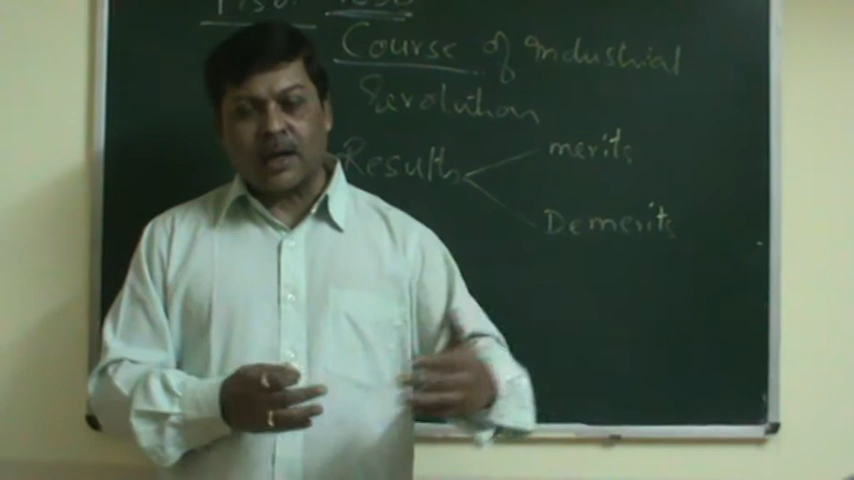 Course of Industrial
Revolution
Results
merits
Demerits